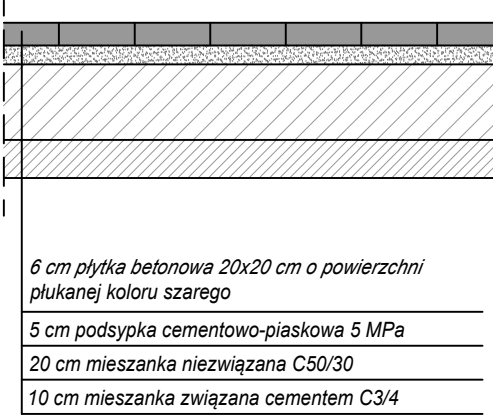 6 cm płytka betonowa 20x20 cm o powierzchni
płukanej koloru szarego
5 cm podsypka cementowo-piaskowa 5 MPa
20 cm mieszanka niezwiązana C50/30
10 cm mieszanka związana cementem C3/4